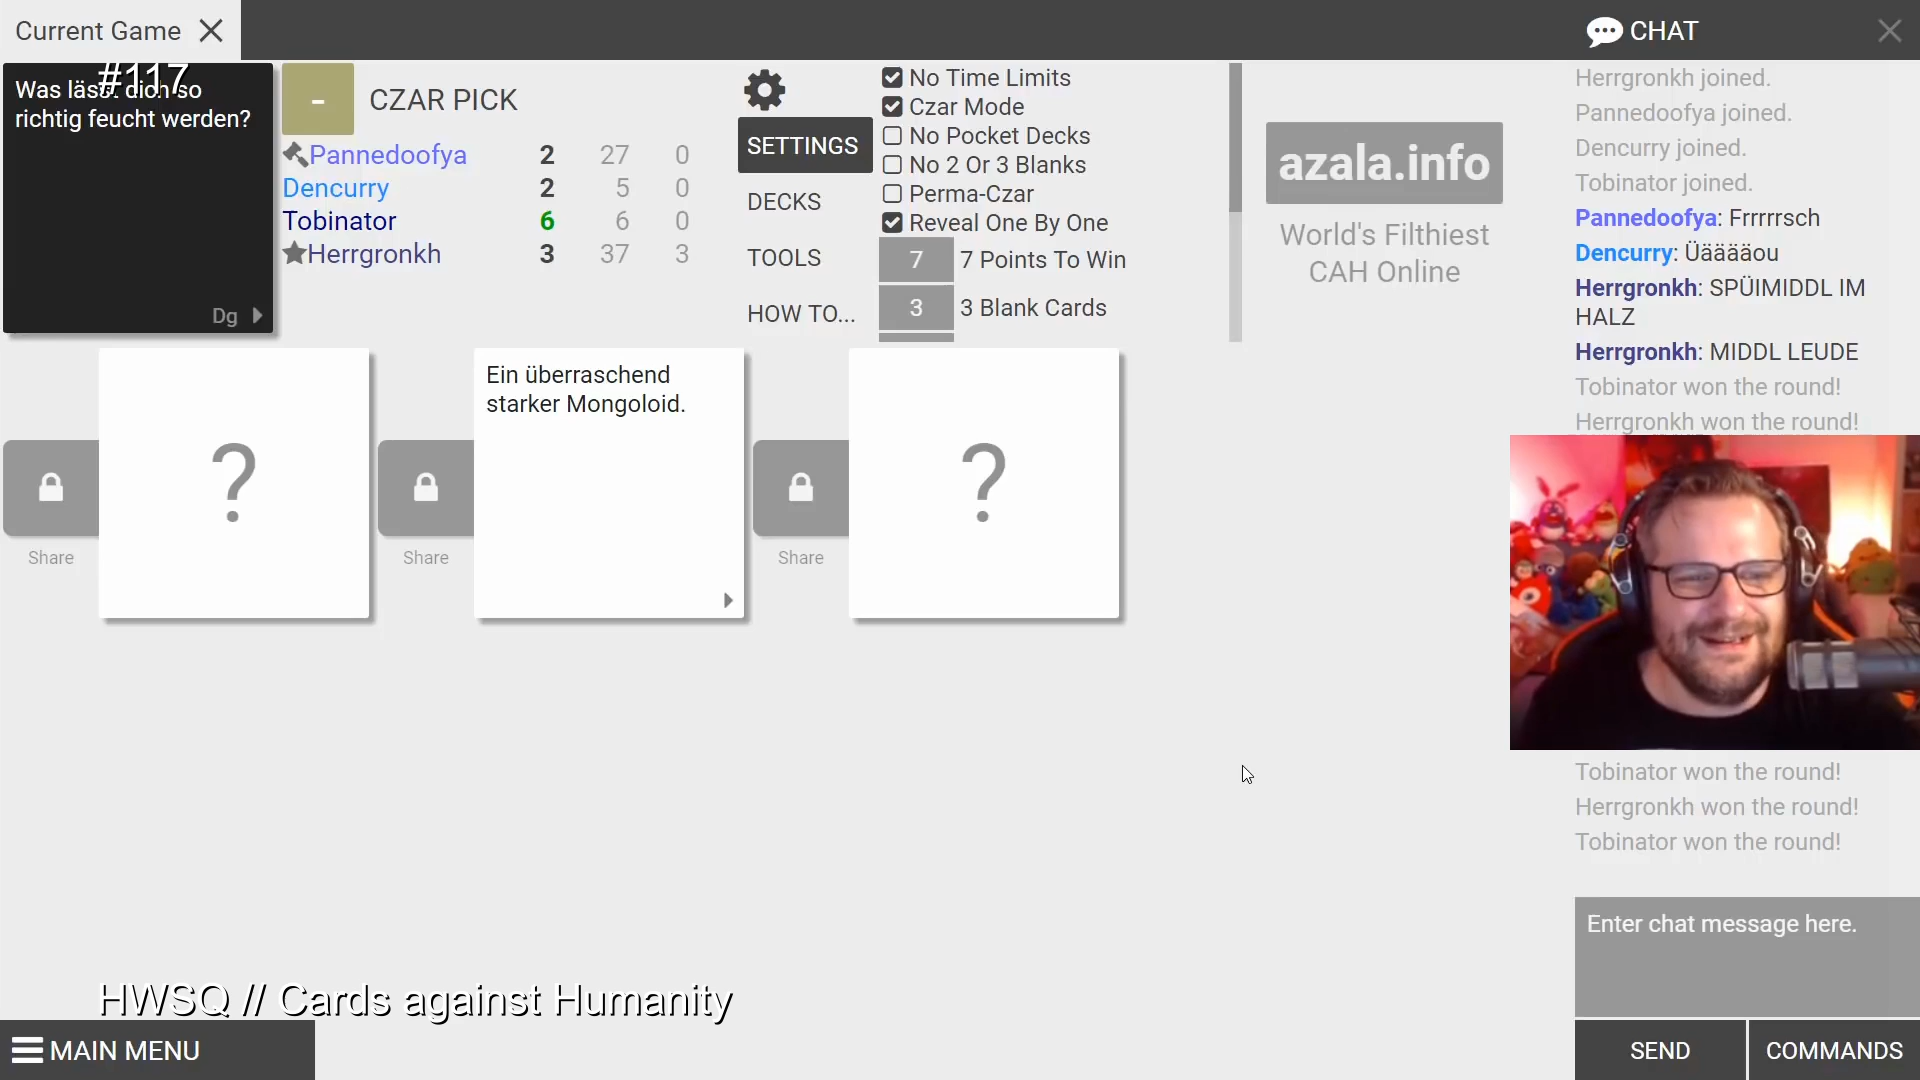 Current Game
CHAT
#117
Was lässt dich so
richtig feucht werden?
Dg
-
CZAR PICK
Pannedoofya 2 27 0
Dencurry 2 5 0
Tobinator 6 6 0
Herrgronkh 3 37 3
SETTINGS
DECKS
TOOLS
HOW TO...
No Time Limits
Czar Mode
No Pocket Decks
No 2 Or 3 Blanks
Perma-Czar
Reveal One By One
7 7 Points To Win
3 3 Blank Cards
azala.info
World's Filthiest
CAH Online
Herrgronkh joined.
Pannedoofya joined.
Dencurry joined.
Tobinator joined.
Pannedoofya: Frrrrrsch
Dencurry: Üääääou
Herrgronkh: SPÜIMIDDL IM
HALZ
Herrgronkh: MIDDL LEUDE
Tobinator won the round!
Herrgronkh won the round!
Share
?
Share
Ein überraschend
starker Mongoloid.
Share
?
Tobinator won the round!
Herrgronkh won the round!
Tobinator won the round!
Enter chat message here.
HWSQ // Cards against Humanity
MAIN MENU
SEND
COMMANDS